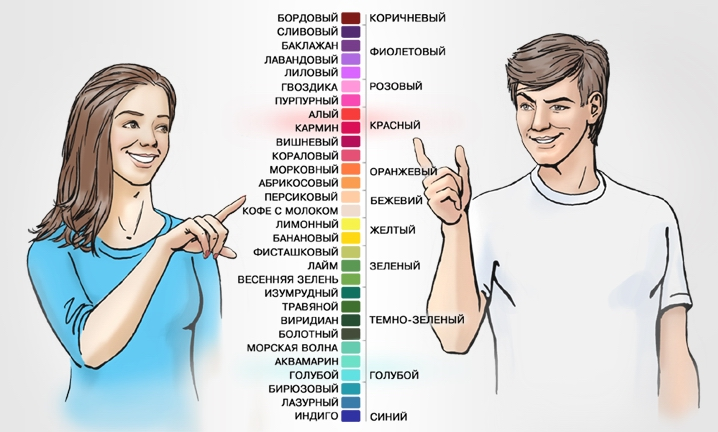 БОРДОВЫЙ
СЛИВОВЫЙ
БАКЛАЖАН
ЛАВАНДОВЫЙ
ЛИЛОВЫЙ
ГВОЗДИКА
ПУРПУРНЫЙ
АЛЫЙ
КАРМИН
ВИШНЕВЫЙ
КОРАЛОВЫЙ
МОРКОВНЫЙ
АБРИКОСОВЫЙ
ПЕРСИКОВЫЙ
КОФЕ С МОЛОКОМ
ЛИМОННЫЙ
БАНАНОВЫЙ
ФИСТАШКОВЫЙ
ЛАЙМ
ВЕСЕННЯЯ ЗЕЛЕНЬ
ИЗУМРУДНЫЙ
ТРАВЯНОЙ
ВИРИДИАН
БОЛОТНЫЙ
МОРСКАЯ ВОЛНА
АКВАМАРИН
ГОЛУБОЙ
БИРЮЗОВЫЙ
ЛАЗУРНЫЙ
ИНДИГО
КОРИЧНЕВЫЙ
ФИОЛЕТОВЫЙ
РОЗОВЫЙ
КРАСНЫЙ
ОРАНЖЕВЫЙ
БЕЖЕВИЙ
ЖЕЛТЫЙ
ЗЕЛЕНЫЙ
ТЕМНО-ЗЕЛЕНЫЙ
ГОЛУБОЙ
СИНИЙ